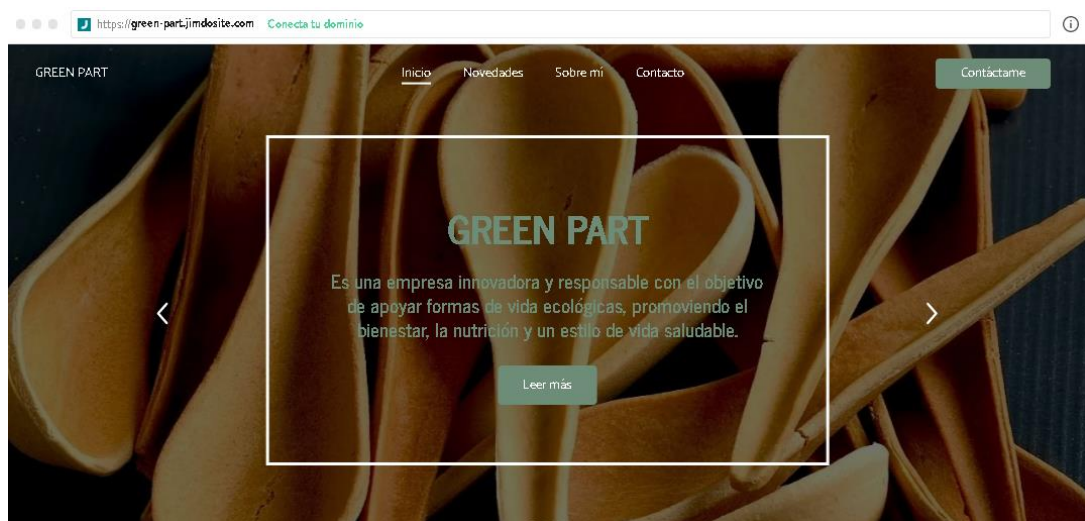 https://green-part.jimdosite.com Conecta tu dominio
GREEN PART Inicio Novedades Sobre mí Contacto Contáctame
GREEN PART
Es una empresa innovadora y responsable con el objetivo
de apoyar formas de vida ecológicas, promoviendo el
bienestar, la nutrición y un estilo de vida saludable.
Leer más